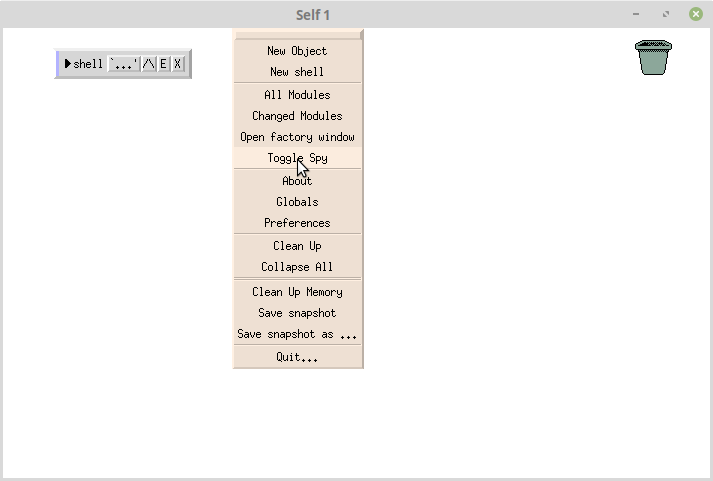 Self 1
shell `...' /\ E X
New Object
New shell
All Modules
Changed Modules
Open factory window
Toggle Spy
About
Globals
Preferences
Clean Up
Collapse All
Clean Up Memory
Save snapshot
Save snapshot as ...
Quit...